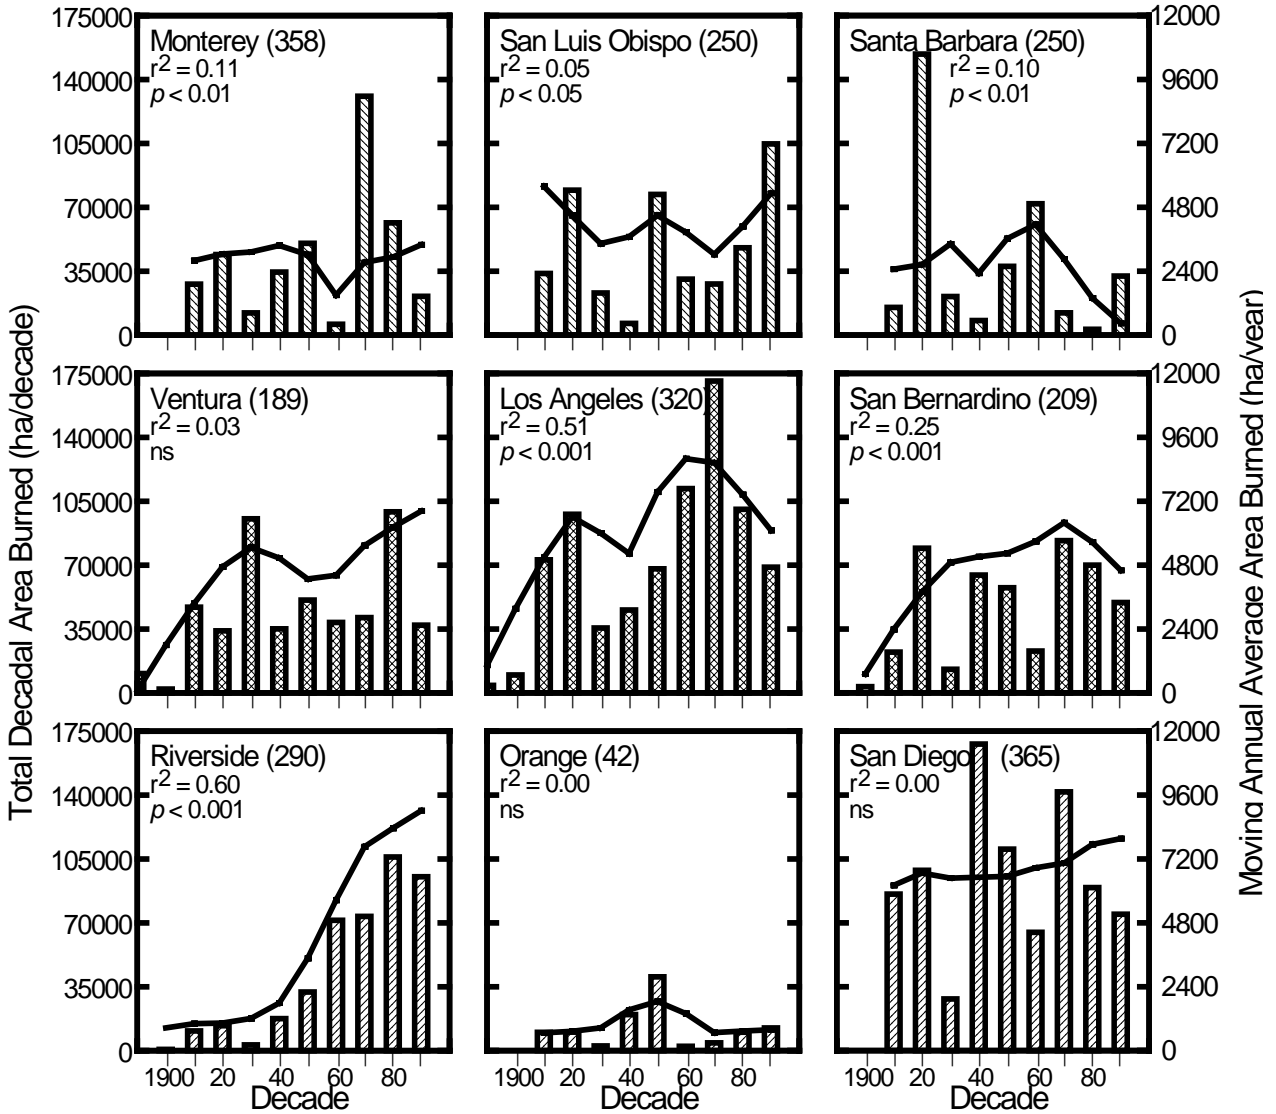 Total Decadal Area Burned (ha/decade)
Moving Annual Average Area Burned (ha/year)
175000
140000
105000
70000
35000
0
Monterey (358)
r2 = 0.11
p < 0.01
San Luis Obispo (250)
r2 = 0.05
p < 0.05
Santa Barbara (250)
r2 = 0.10
p < 0.01
12000
9600
7200
4800
2400
0
175000
140000
105000
70000
35000
0
Ventura (189)
r2 = 0.03
ns
Los Angeles (320)
r2 = 0.51
p < 0.001
San Bernardino (209)
r2 = 0.25
p < 0.001
12000
9600
7200
4800
2400
0
175000
140000
105000
70000
35000
0
Riverside (290)
r2 = 0.60
p < 0.001
Orange (42)
r2 = 0.00
ns
San Diego (365)
r2 = 0.00
ns
12000
9600
7200
4800
2400
0
1900 20 40 60 80
Decade
1900 20 40 60 80
Decade
1900 20 40 60 80
Decade